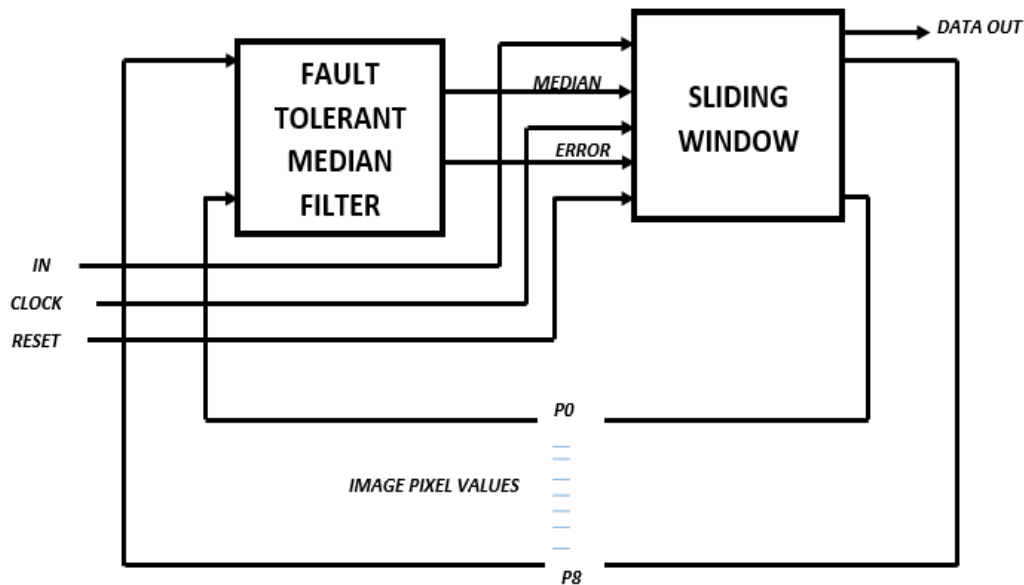 DATA OUT
FAULT
TOLERANT
MEDIAN
FILTER
MEDIAN
ERROR
SLIDING
WINDOW
IN
CLOCK
RESET
P0
IMAGE PIXEL VALUES
P8